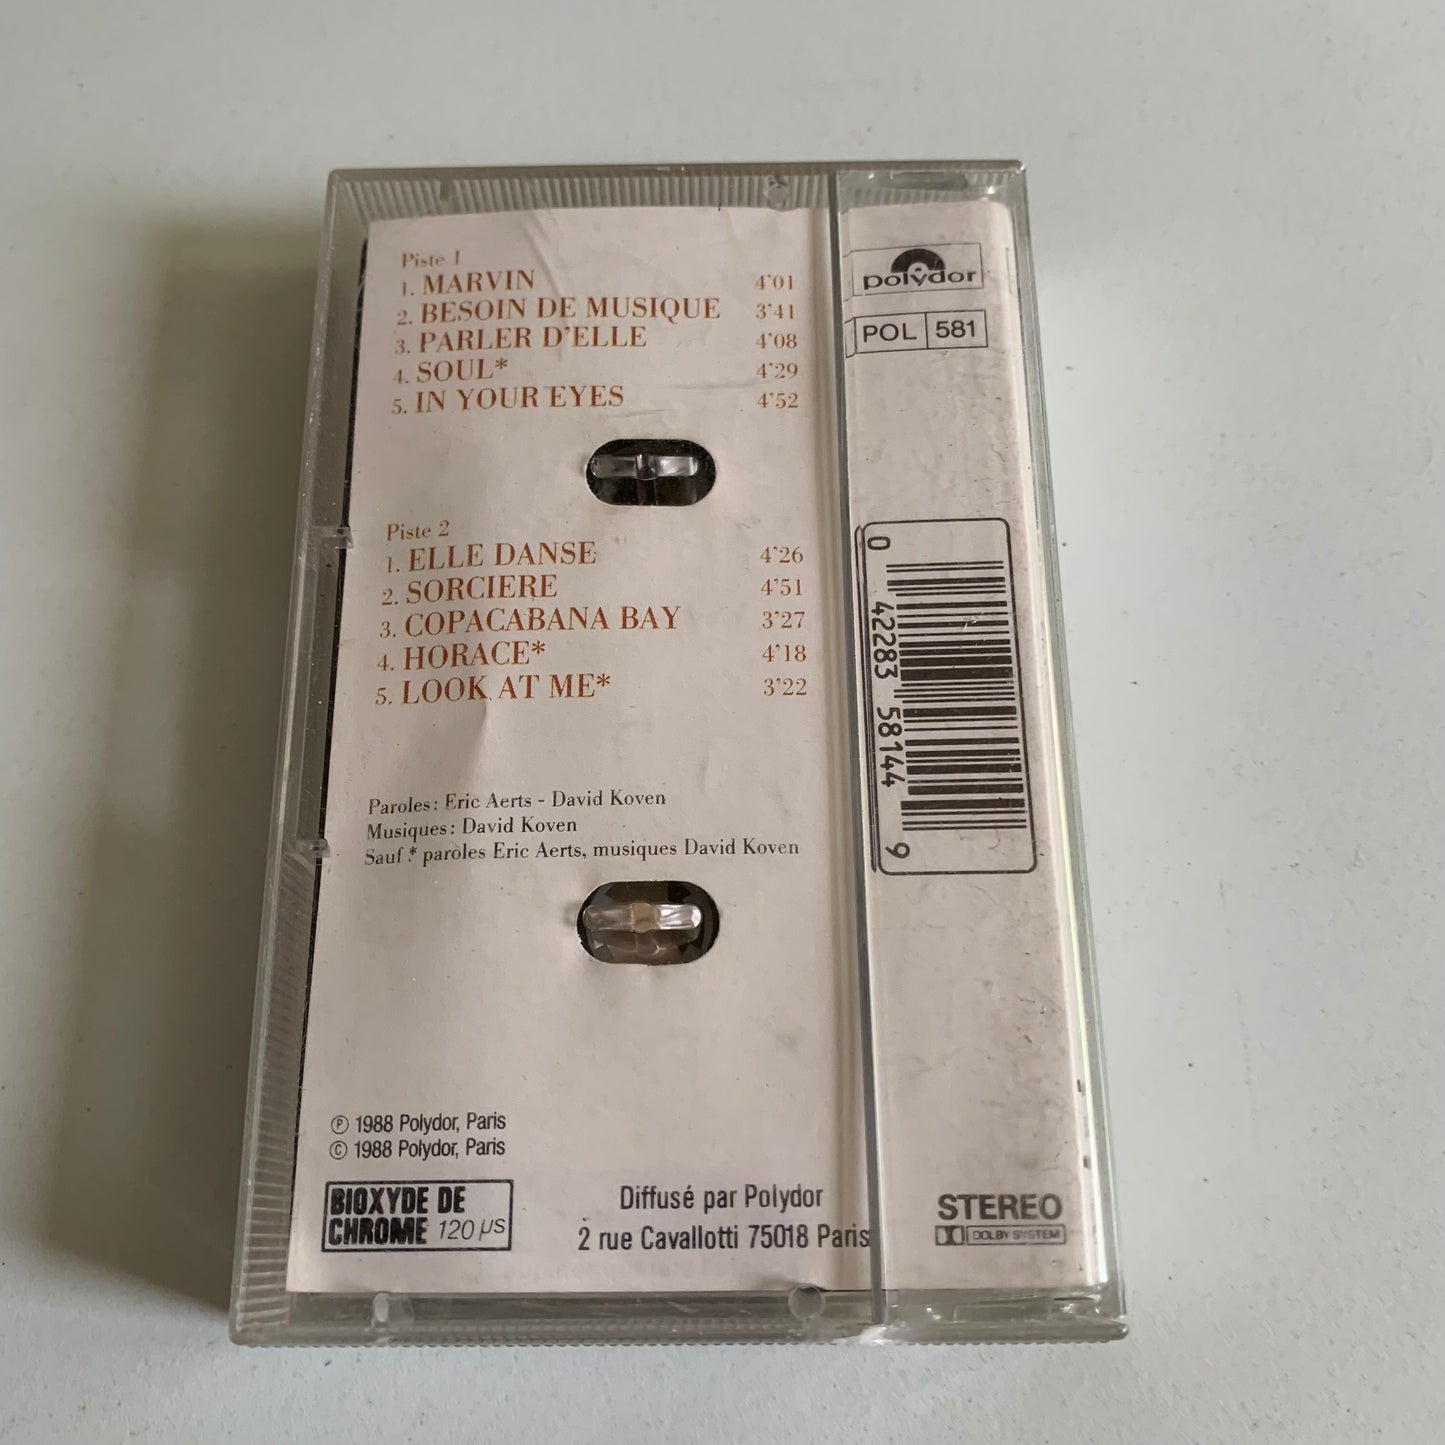 Piste 1
1. MARVIN 4'01
2. BESOIN DE MUSIQUE 3'41
3. PARLER D'ELLE 4'08
4. SOUL* 4'29
5. IN YOUR EYES 4'52
Piste 2
1. ELLE DANSE 4'26
2. SORCIERE 4'51
3. COPACABANA BAY 3'27
4. HORACE* 4'18
5. LOOK AT ME* 3'22
Paroles: Eric Aerts - David Koven
Musiques: David Koven
Sauf * paroles Eric Aerts, musiques David Koven
℗ 1988 Polydor, Paris
© 1988 Polydor, Paris
BIOXYDE DE
CHROME 120 µs
Diffusé par Polydor
2 rue Cavallotti 75018 Paris
polydor
POL 581
0 42283 58144 9
STEREO
DOLBY SYSTEM